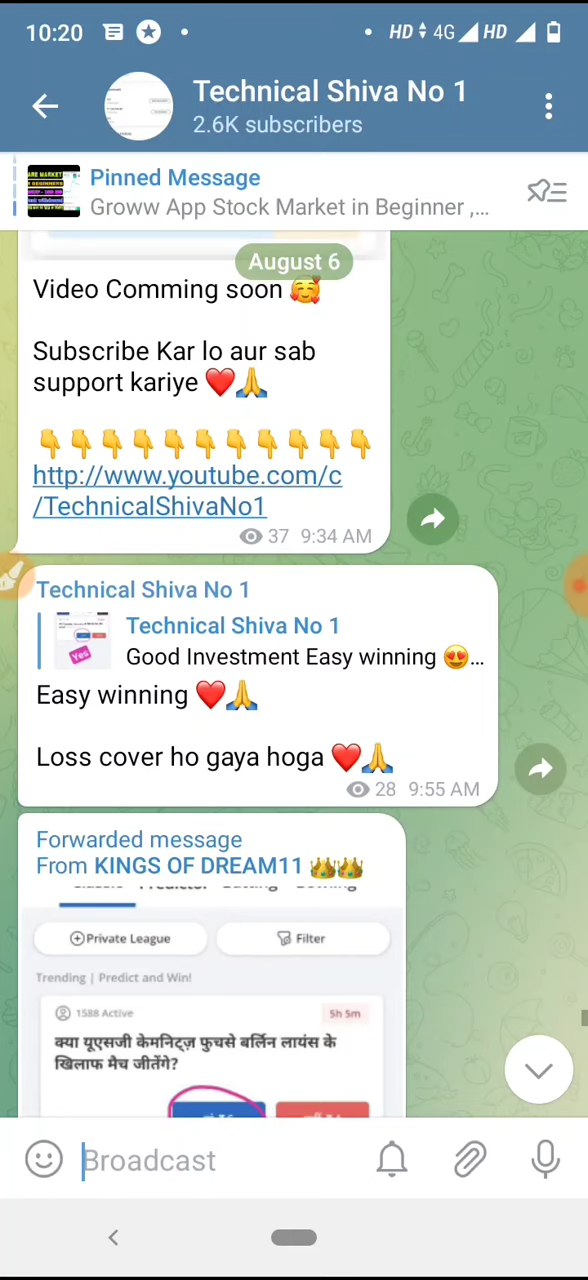 10:20
HD 4G HD
Technical Shiva No 1
2.6K subscribers
Pinned Message
Groww App Stock Market in Beginner ,...
August 6
Video Comming soon 🥰
Subscribe Kar lo aur sab
support kariye ❤️🙏
👇👇👇👇👇👇👇👇👇👇👇
http://www.youtube.com/c
/TechnicalShivaNo1
37 9:34 AM
Technical Shiva No 1
Technical Shiva No 1
Yes
Good Investment Easy winning 😍...
Easy winning ❤️🙏
Loss cover ho gaya hoga ❤️🙏
28 9:55 AM
Forwarded message
From KINGS OF DREAM11 👑👑
Private League
Filter
Trending | Predict and Win!
1588 Active
5h 5m
क्या यूएसजी केमनिट्ज़ फुचसे बर्लिन लायंस के
खिलाफ मैच जीतेंगे?
Broadcast